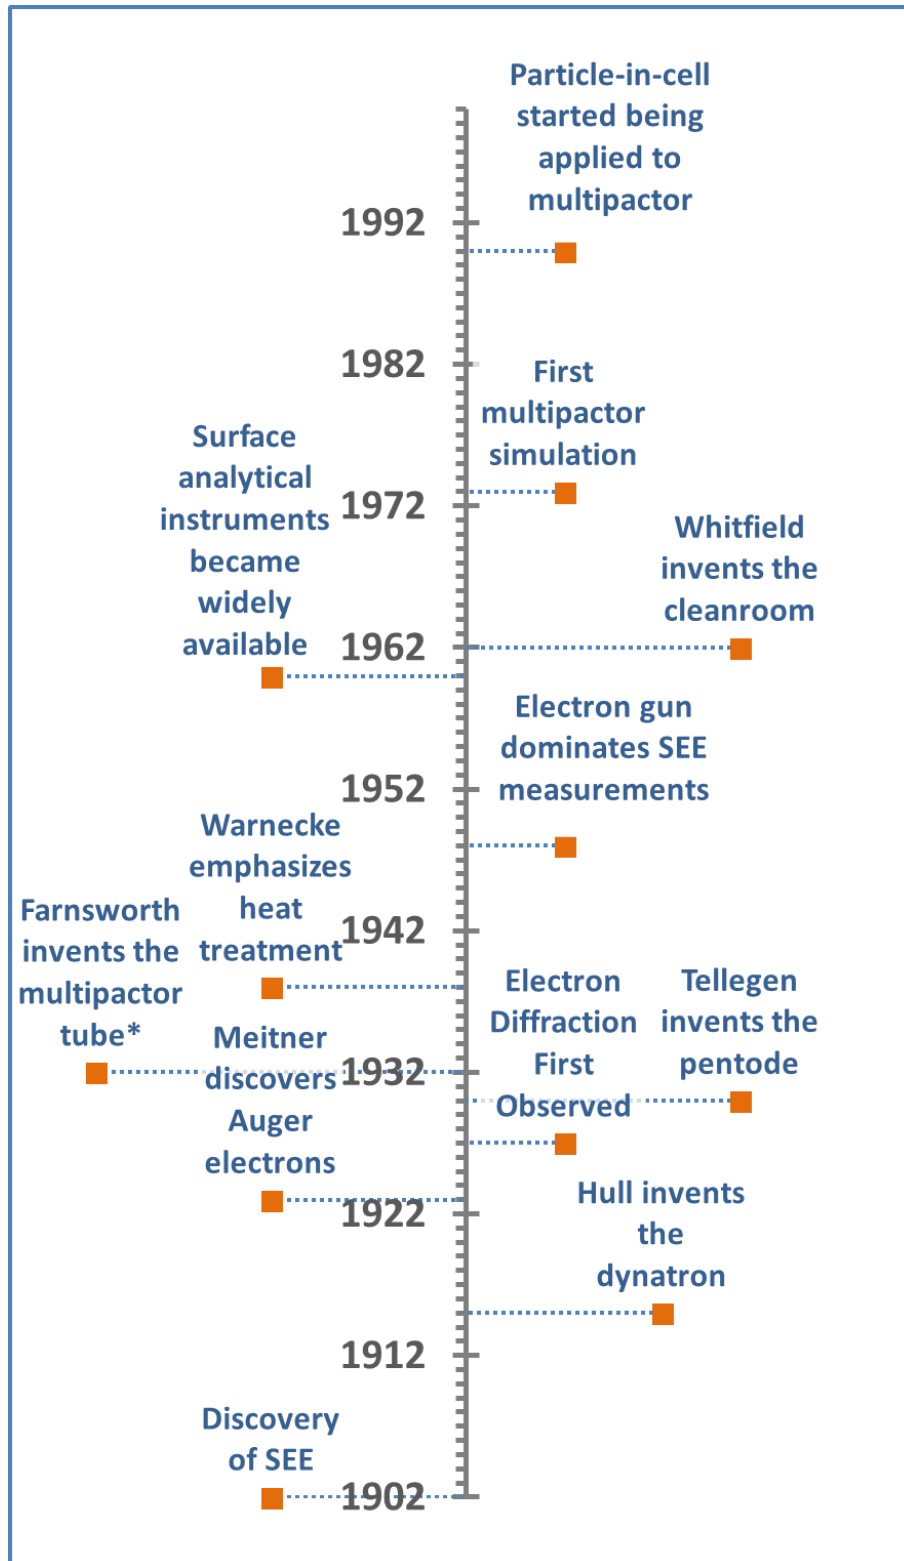 Particle-in-cell
started being
applied to
multipactor
1992
1982
First
multipactor
simulation
Surface
analytical
instruments
became
widely
available
1972
Whitfield
invents the
cleanroom
1962
Electron gun
dominates SEE
measurements
1952
Warnecke
emphasizes
heat
treatment
1942
Farnsworth
invents the
multipactor
tube*
Electron
Diffraction
First
Observed
Tellegen
invents the
pentode
1932
Meitner
discovers
Auger
electrons
1922
Hull invents
the
dynatron
1912
Discovery
of SEE
1902